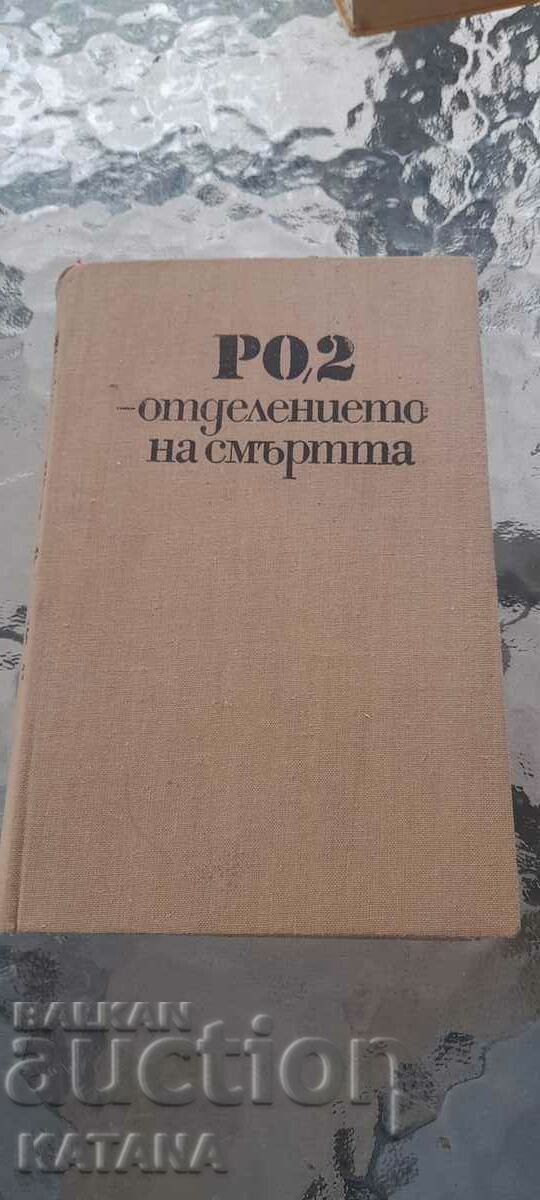 РО,2
–отделението
на смъртта
BALKAN
auction
KATANA